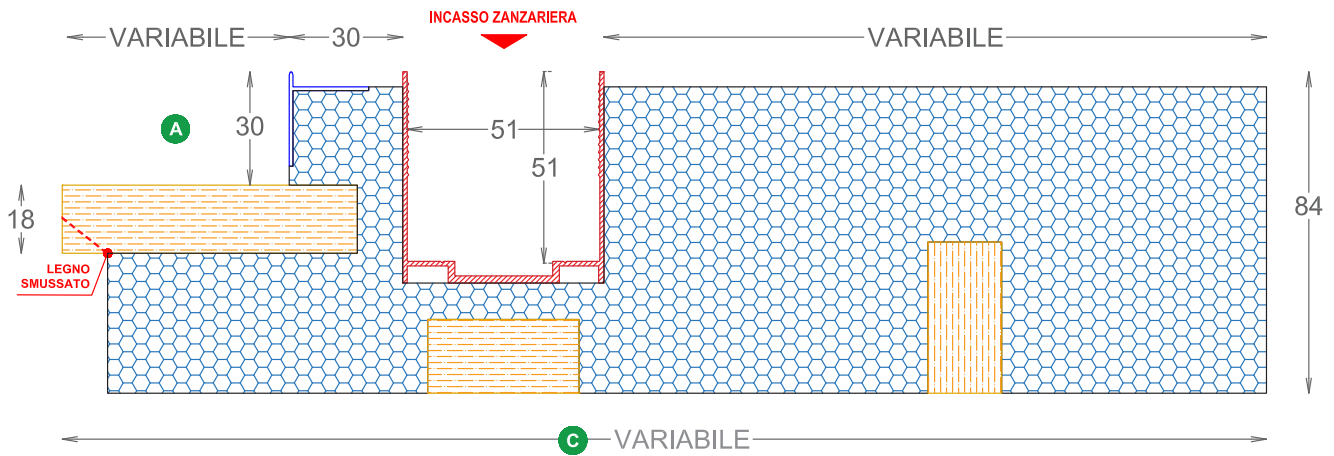 INCASSO ZANZARIERA
VARIABILE
30
VARIABILE
A
30
51
51
18
84
LEGNO
SMUSSATO
C
VARIABILE